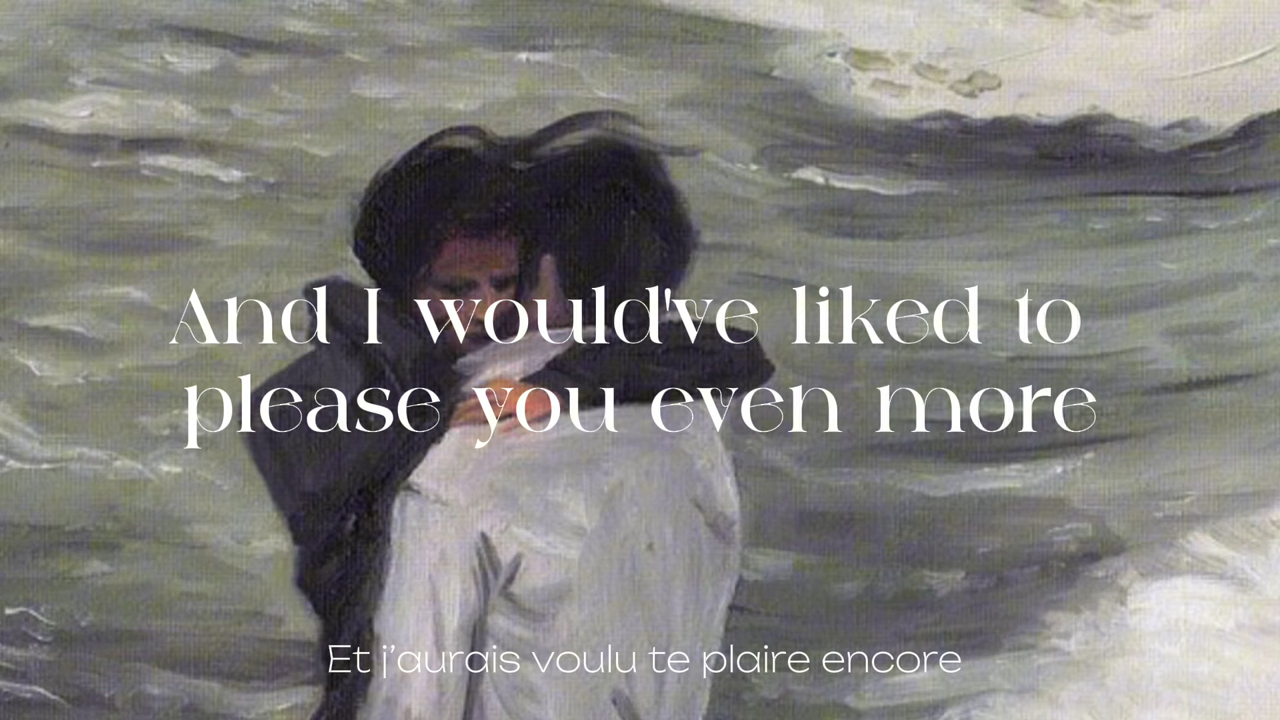 And I would've liked to
please you even more
Et j'aurais voulu te plaire encore